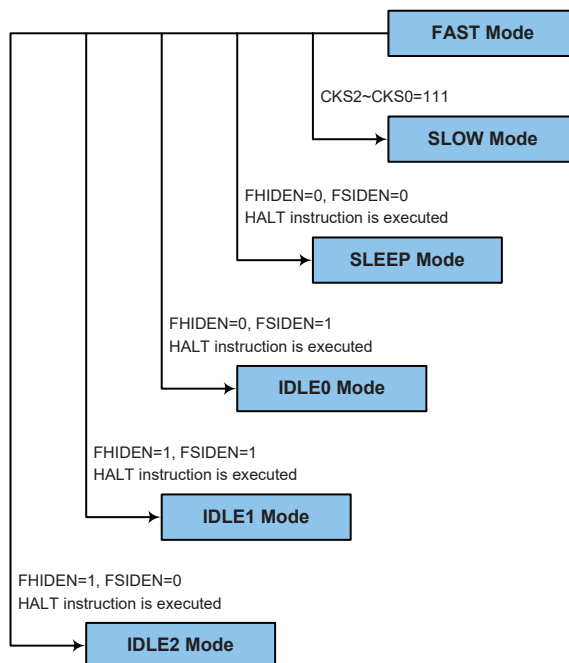 FAST Mode
CKS2~CKS0=111
SLOW Mode
FHIDEN=0, FSIDEN=0
HALT instruction is executed
SLEEP Mode
FHIDEN=0, FSIDEN=1
HALT instruction is executed
IDLE0 Mode
FHIDEN=1, FSIDEN=1
HALT instruction is executed
IDLE1 Mode
FHIDEN=1, FSIDEN=0
HALT instruction is executed
IDLE2 Mode